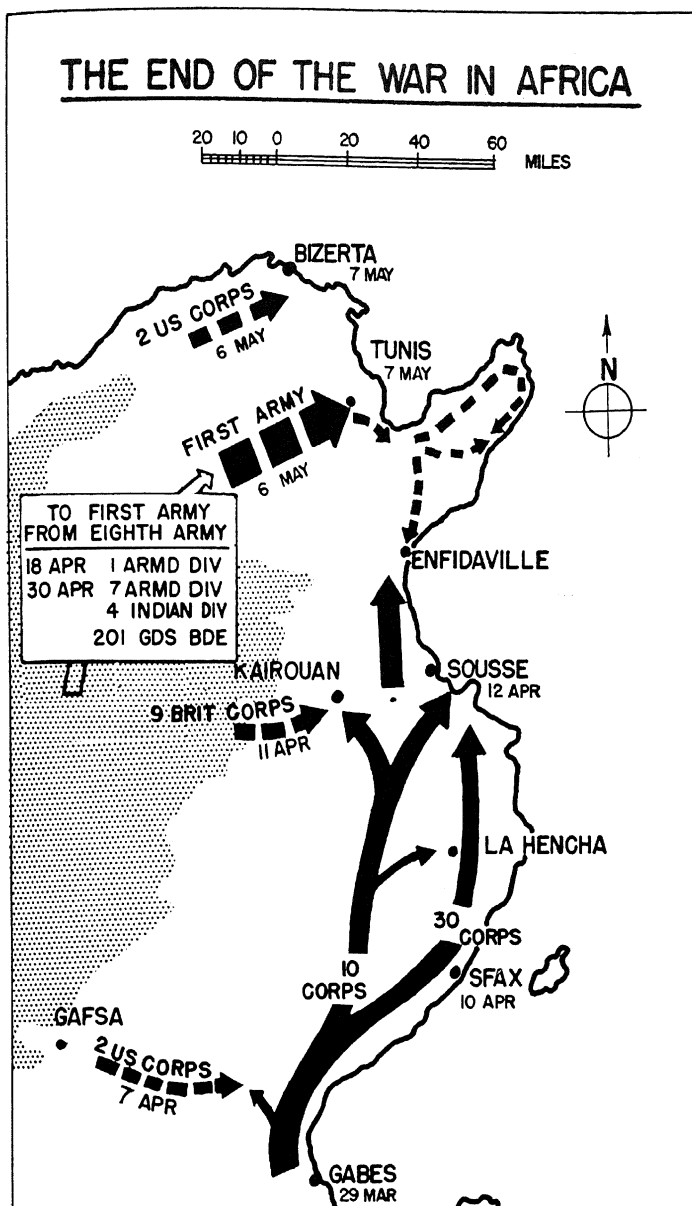 THE END OF THE WAR IN AFRICA
20 10 0 20 40 60
MILES
BIZERTA
7 MAY
2 US CORPS
6 MAY
TUNIS
7 MAY
N
FIRST ARMY
6 MAY
TO FIRST ARMY
FROM EIGHTH ARMY
18 APR 1 ARMD DIV
30 APR 7 ARMD DIV
4 INDIAN DIV
201 GDS BDE
ENFIDAVILLE
KAIROUAN
SOUSSE
12 APR
9 BRIT CORPS
11 APR
LA HENCHA
30
CORPS
10
CORPS
SFAX
10 APR
GAFSA
2 US CORPS
7 APR
GABES
29 MAR